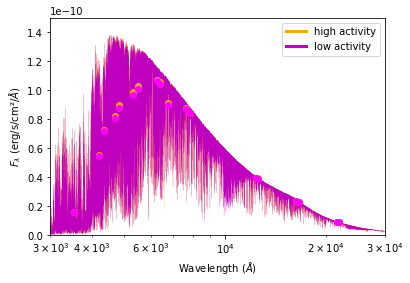 1e−10
high activity
low activity
1.4
1.2
1.0
0.8
0.6
0.4
0.2
0.0
F_λ (erg/s/cm²/Å)
3 × 10³ 4 × 10³ 6 × 10³ 10⁴ 2 × 10⁴ 3 × 10⁴
Wavelength (Å)